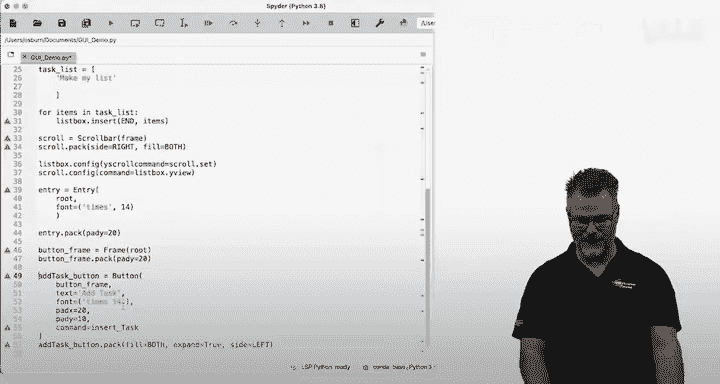 Spyder (Python 3.8)
/Users/osburn/Documents/GUI_Demo.py
GUI_Demo.py*
25 task_list = [
26 'Make my list'
27
28 ]
29
30 for items in task_list:
31 listbox.insert(END, items)
32
33 scroll = Scrollbar(frame)
34 scroll.pack(side=RIGHT, fill=BOTH)
35
36 listbox.config(yscrollcommand=scroll.set)
37 scroll.config(command=listbox.yview)
38
39 entry = Entry(
40 root,
41 font=('times', 14)
42 )
43
44 entry.pack(pady=20)
45
46 button_frame = Frame(root)
47 button_frame.pack(pady=20)
48
49 addTask_button = Button(
50 button_frame,
51 text='Add Task',
52 font=('times 14'),
53 padx=20,
54 pady=10,
55 command=insert_Task
56 )
57 addTask_button.pack(fill=BOTH, expand=True, side=LEFT)
LSP Python: ready
conda: base (Python 3